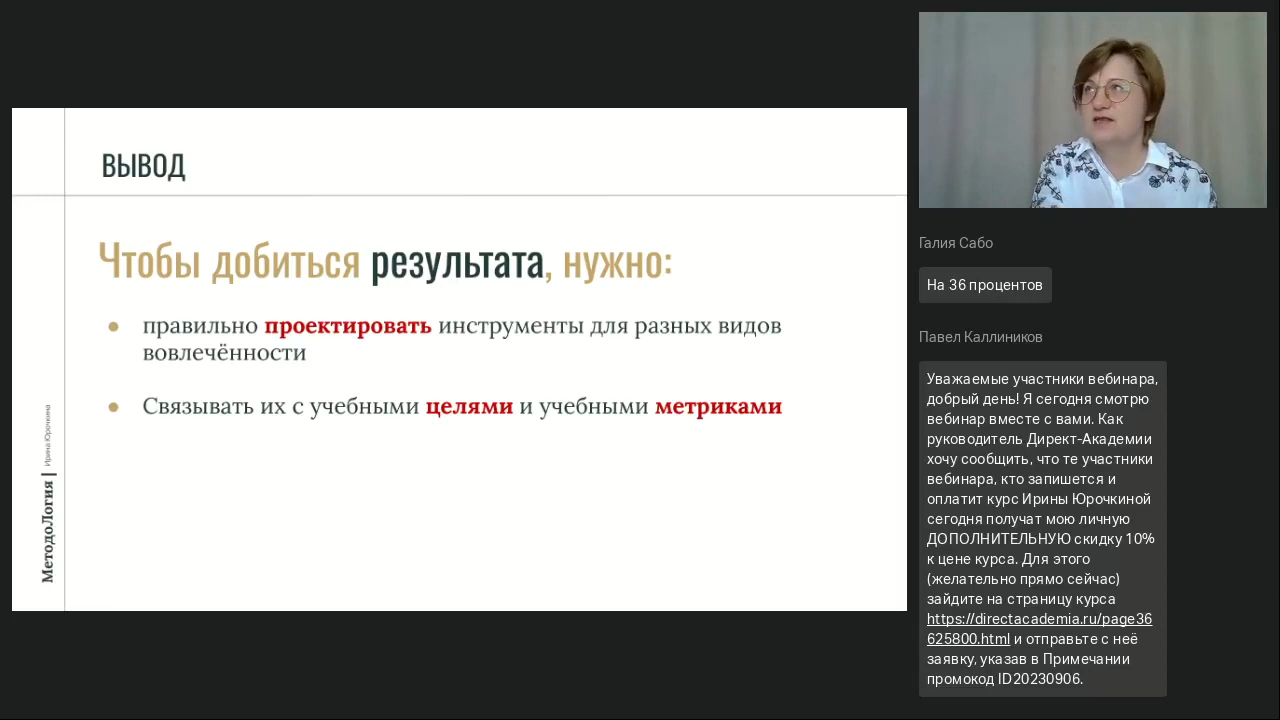 ВЫВОД
Чтобы добиться результата, нужно:
● правильно проектировать инструменты для разных видов
вовлечённости
● Связывать их с учебными целями и учебными метриками
МетодоЛогия | Ирина Юрочкина
Галия Сабо
На 36 процентов
Павел Каллиников
Уважаемые участники вебинара,
добрый день! Я сегодня смотрю
вебинар вместе с вами. Как
руководитель Директ-Академии
хочу сообщить, что те участники
вебинара, кто запишется и
оплатит курс Ирины Юрочкиной
сегодня получат мою личную
ДОПОЛНИТЕЛЬНУЮ скидку 10%
к цене курса. Для этого
(желательно прямо сейчас)
зайдите на страницу курса
https://directacademia.ru/page36
625800.html и отправьте с неё
заявку, указав в Примечании
промокод ID20230906.